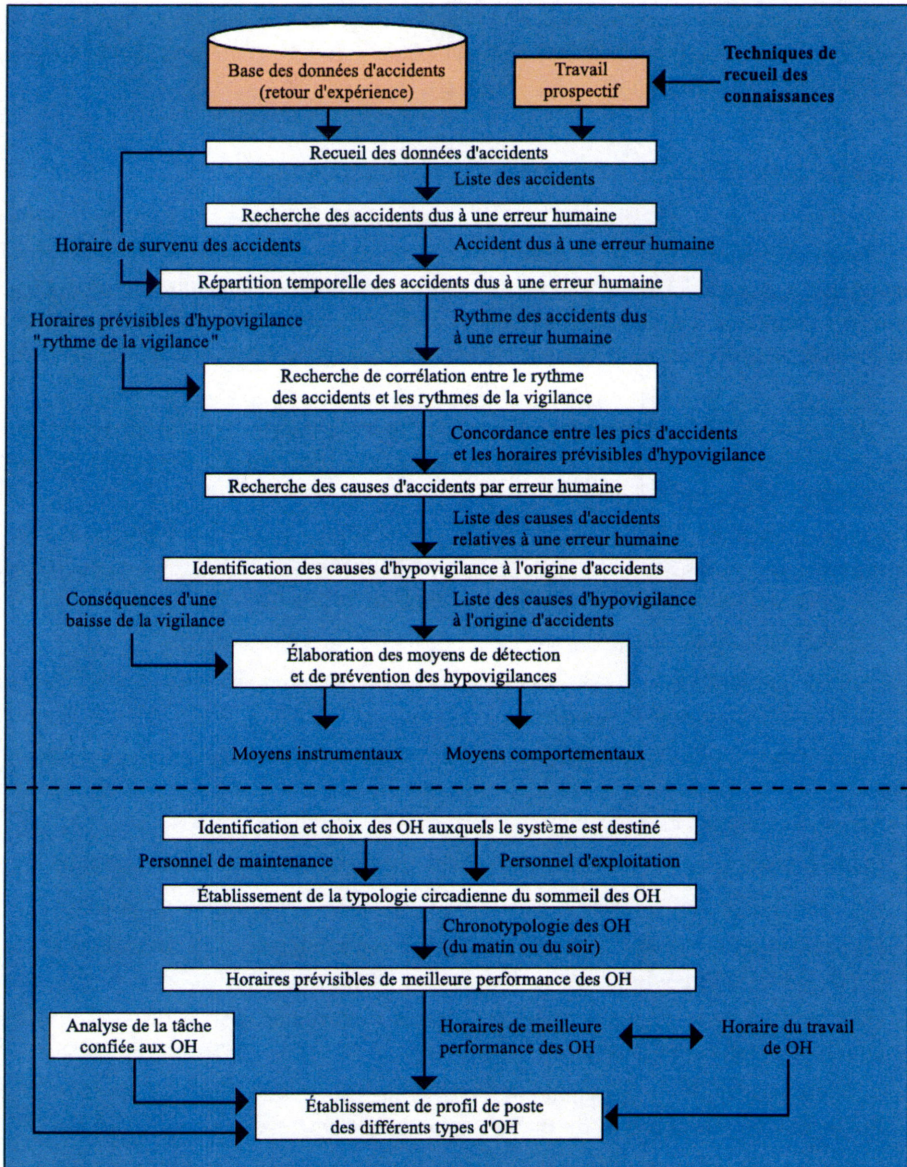 Base des données d'accidents
(retour d'expérience)
Travail
prospectif
Techniques de
recueil des
connaissances
Recueil des données d'accidents
Liste des accidents
Recherche des accidents dus à une erreur humaine
Horaire de survenu des accidents
Accident dus à une erreur humaine
Répartition temporelle des accidents dus à une erreur humaine
Horaires prévisibles d'hypovigilance
"rythme de la vigilance"
Rythme des accidents dus
à une erreur humaine
Recherche de corrélation entre le rythme
des accidents et les rythmes de la vigilance
Concordance entre les pics d'accidents
et les horaires prévisibles d'hypovigilance
Recherche des causes d'accidents par erreur humaine
Liste des causes d'accidents
relatives à une erreur humaine
Identification des causes d'hypovigilance à l'origine d'accidents
Conséquences d'une
baisse de la vigilance
Liste des causes d'hypovigilance
à l'origine d'accidents
Élaboration des moyens de détection
et de prévention des hypovigilances
Moyens instrumentaux
Moyens comportementaux
Identification et choix des OH auxquels le système est destiné
Personnel de maintenance
Personnel d'exploitation
Établissement de la typologie circadienne du sommeil des OH
Chronotypologie des OH
(du matin ou du soir)
Horaires prévisibles de meilleure performance des OH
Analyse de la tâche
confiée aux OH
Horaires de meilleure
performance des OH
Horaire du travail
de OH
Établissement de profil de poste
des différents types d'OH